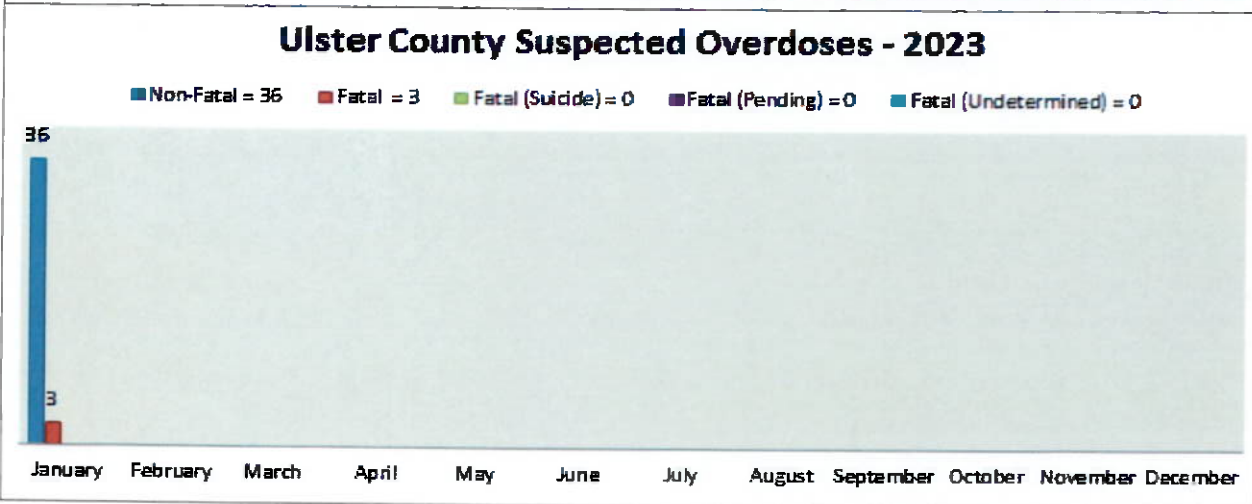 Ulster County Suspected Overdoses - 2023
Non-Fatal = 36 Fatal = 3 Fatal (Suicide) = 0 Fatal (Pending) = 0 Fatal (Undetermined) = 0
36
3
January February March April May June July August September October November December